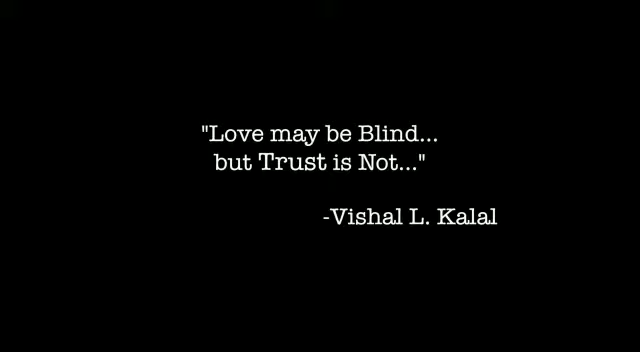 "Love may be Blind...
but Trust is Not..."
-Vishal L. Kalal